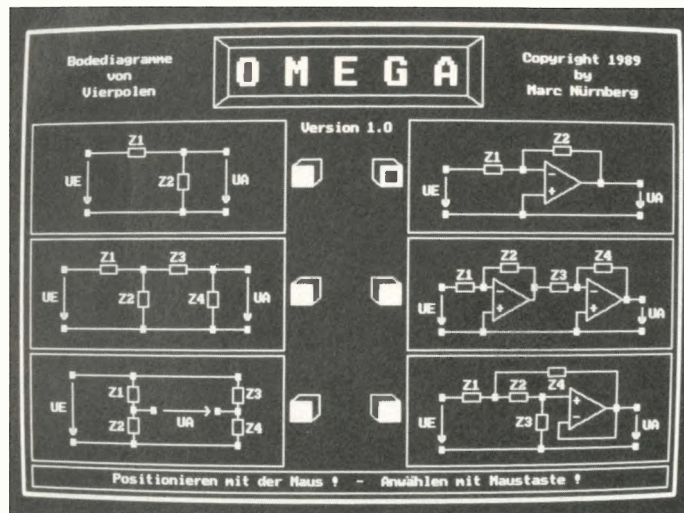 Bodediagramme
von
Vierpolen
OMEGA
Copyright 1989
by
Marc Nürnberg
Version 1.0
Z1
UE
Z2
UA
Z2
Z1
UE
-
+
UA
Z1
Z3
UE
Z2
Z4
UA
Z2
Z4
Z1
Z3
UE
-
+
-
+
UA
Z1
Z3
UE
UA
Z2
Z4
Z4
Z1
Z2
UE
Z3
+
-
UA
Positionieren mit der Maus ! - Anwählen mit Maustaste !